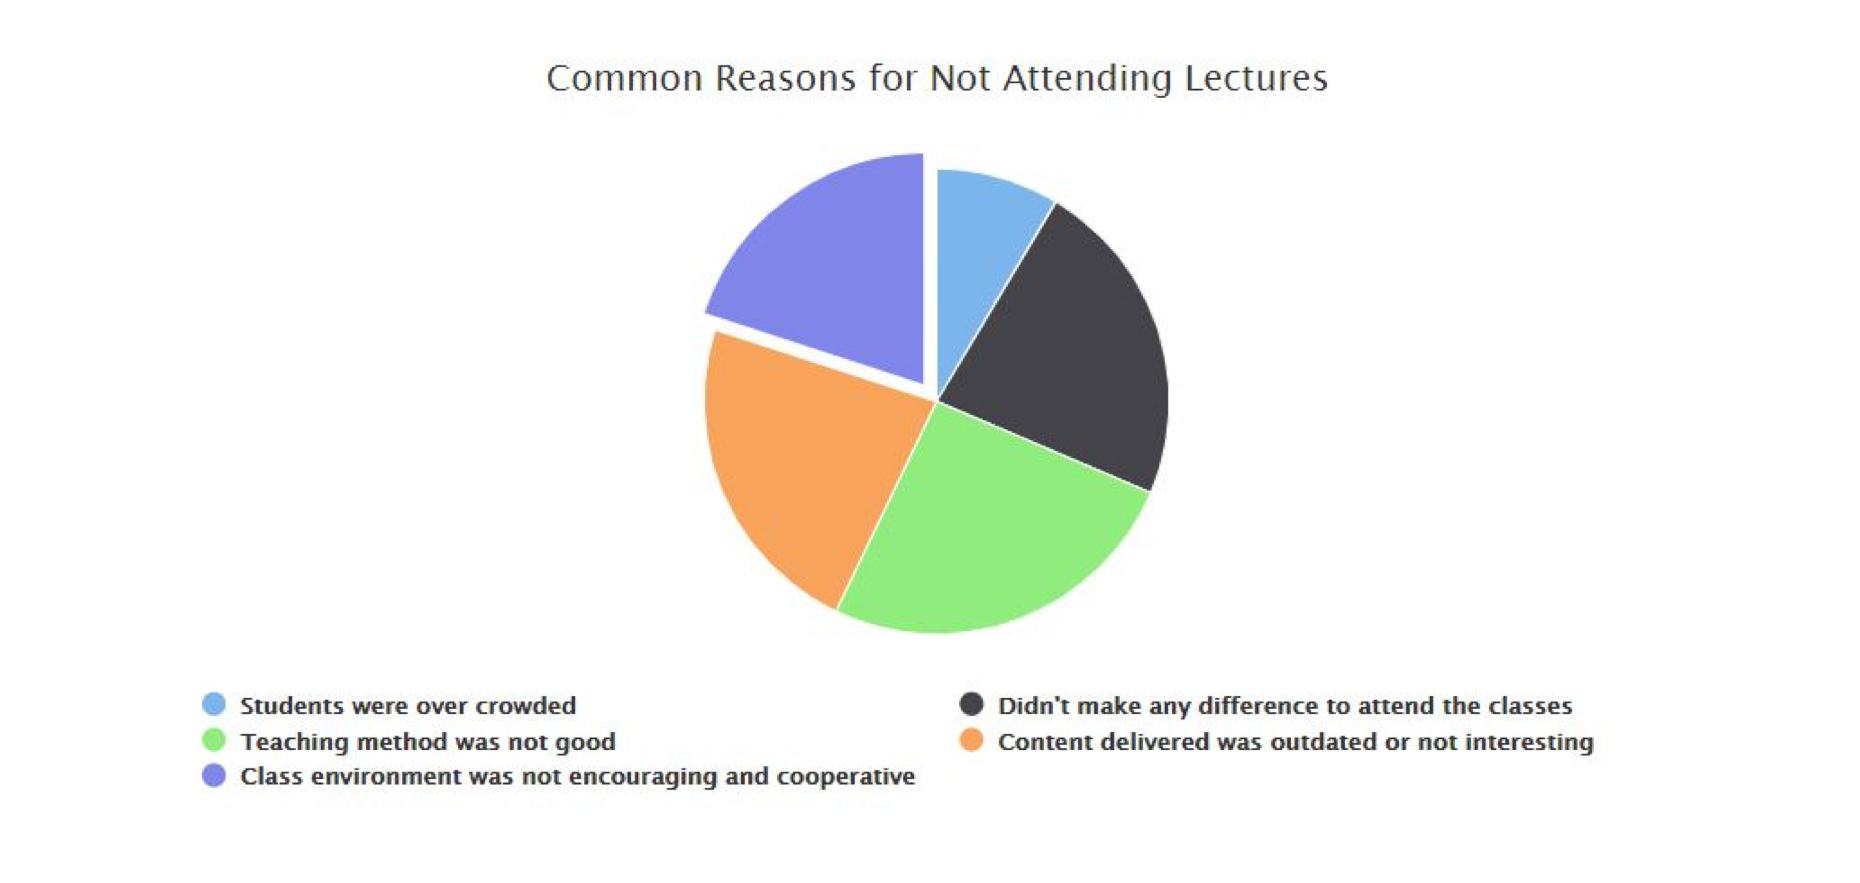 Common Reasons for Not Attending Lectures
Students were over crowded
Didn't make any difference to attend the classes
Teaching method was not good
Content delivered was outdated or not interesting
Class environment was not encouraging and cooperative